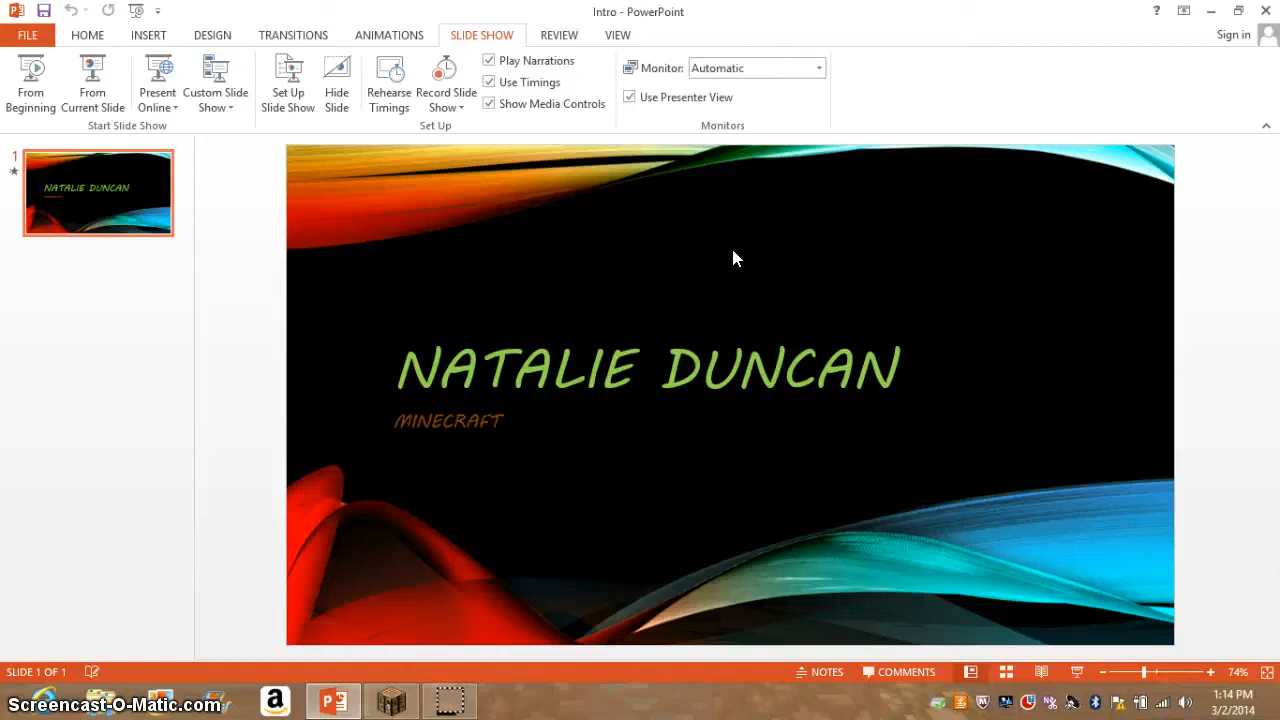 Intro - PowerPoint
?
Sign in
FILE HOME INSERT DESIGN TRANSITIONS ANIMATIONS SLIDE SHOW REVIEW VIEW
From Beginning
From Current Slide
Present Online
Custom Slide Show
Set Up Slide Show
Hide Slide
Rehearse Timings
Record Slide Show
Play Narrations
Use Timings
Show Media Controls
Monitor: Automatic
Use Presenter View
Start Slide Show
Set Up
Monitors
1
NATALIE DUNCAN
NATALIE DUNCAN
MINECRAFT
SLIDE 1 OF 1
NOTES
COMMENTS
74%
Screencast-O-Matic.com
a
1:14 PM
3/2/2014